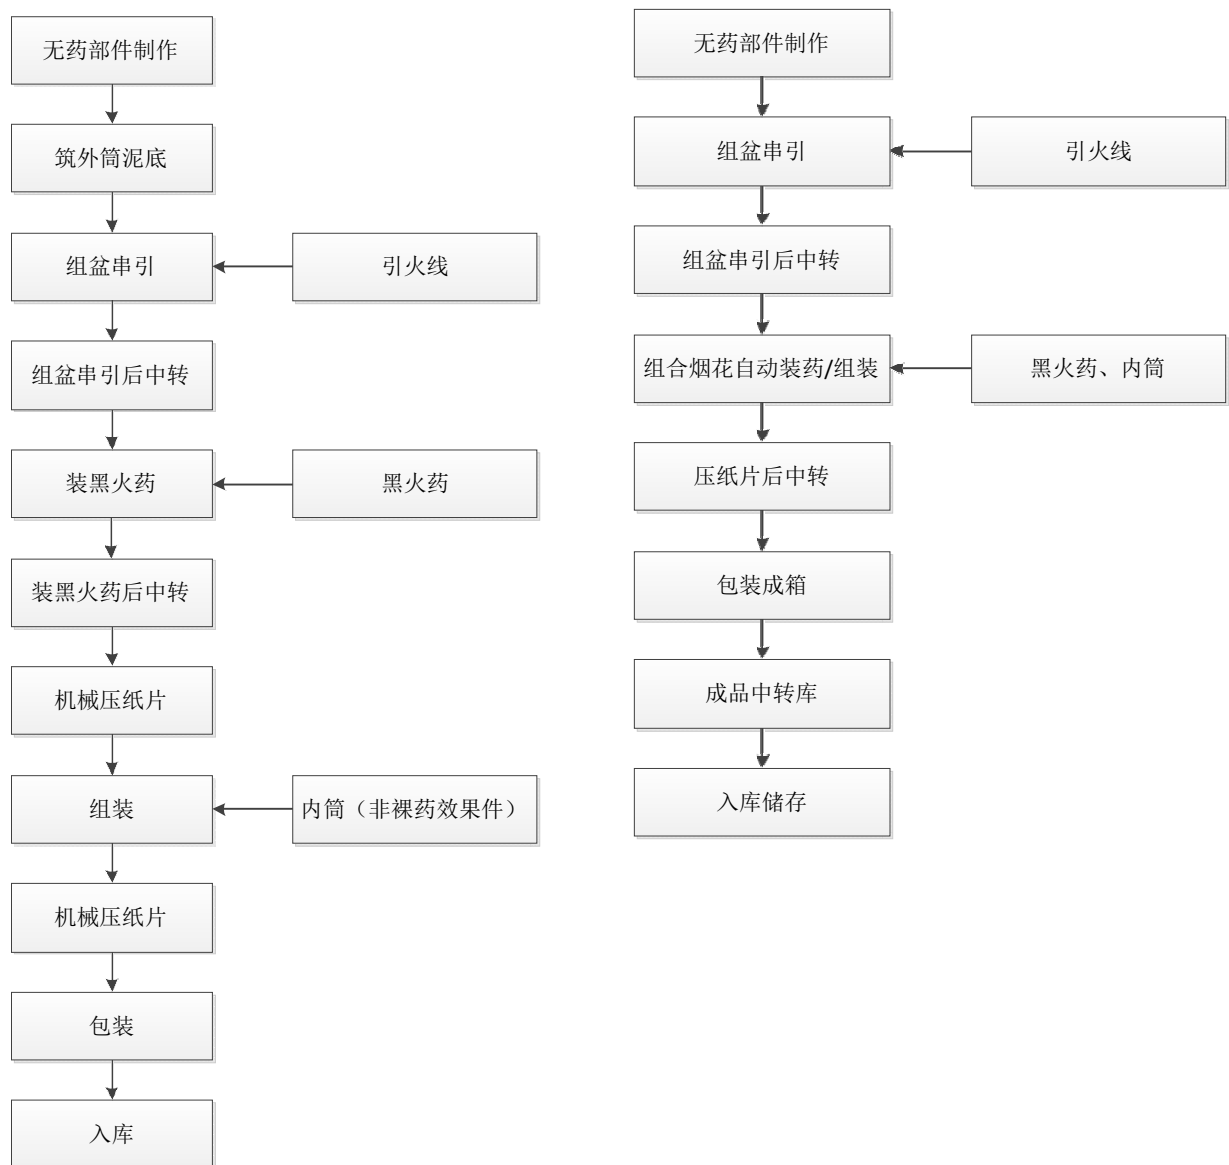 无药部件制作
筑外筒泥底
组盆串引
引火线
组盆串引后中转
装黑火药
黑火药
装黑火药后中转
机械压纸片
组装
内筒（非裸药效果件）
机械压纸片
包装
入库
无药部件制作
组盆串引
引火线
组盆串引后中转
组合烟花自动装药/组装
黑火药、内筒
压纸片后中转
包装成箱
成品中转库
入库储存